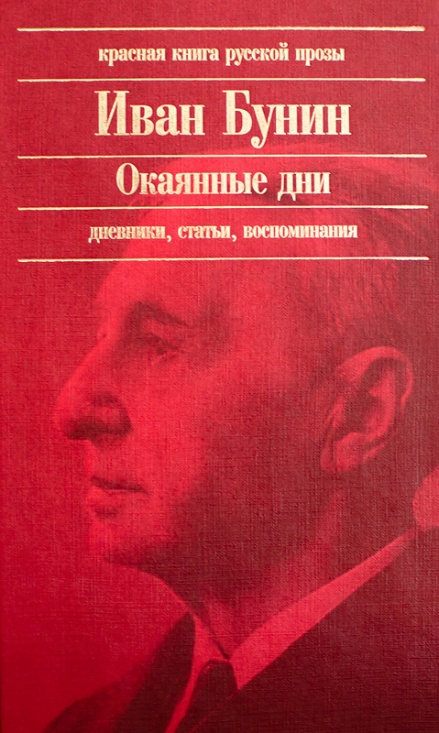 красная книга русской прозы
Иван Бунин
Окаянные дни
дневники, статьи, воспоминания